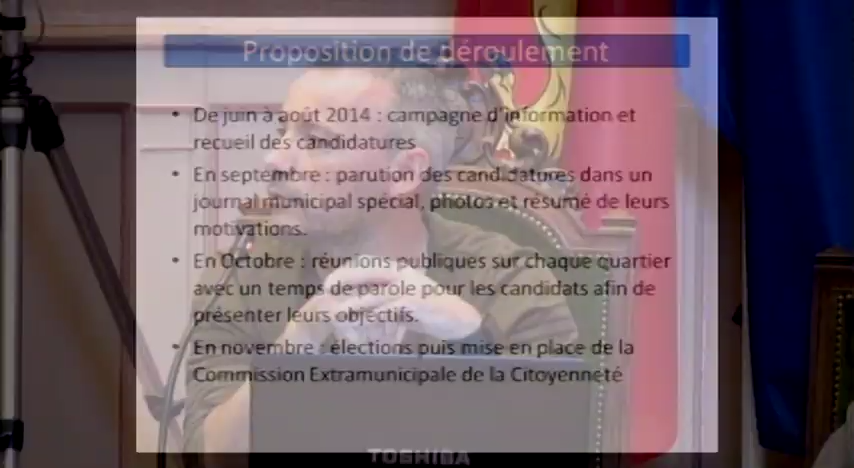 Proposition de déroulement
• De juin à août 2014 : campagne d'information et
recueil des candidatures
• En septembre : parution des candidatures dans un
journal municipal spécial, photos et résumé de leurs
motivations.
• En Octobre : réunions publiques sur chaque quartier
avec un temps de parole pour les candidats afin de
présenter leurs objectifs.
• En novembre : élections puis mise en place de la
Commission Extramunicipale de la Citoyenneté
TOSHIBA